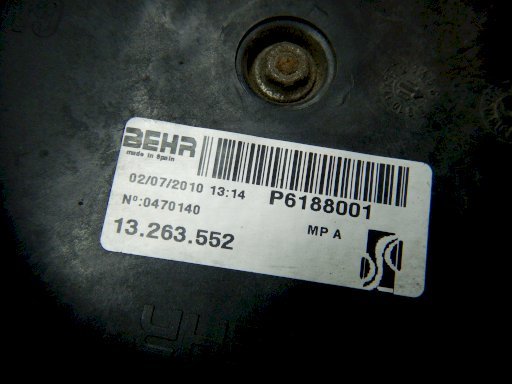 BEHR
made in Spain
02/07/2010 13:14 P6188001
Nº:0470140
13.263.552 MP A